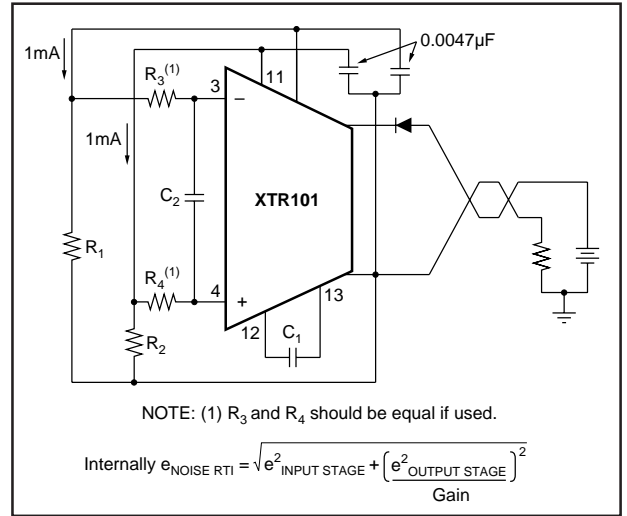 0.0047µF
1mA
R3(1)
3
11
–
1mA
XTR101
C2
R1
R4(1)
4
+
13
12
C1
R2
NOTE: (1) R3 and R4 should be equal if used.
Internally eNOISE RTI = √e2INPUT STAGE + (e2OUTPUT STAGE)2
Gain